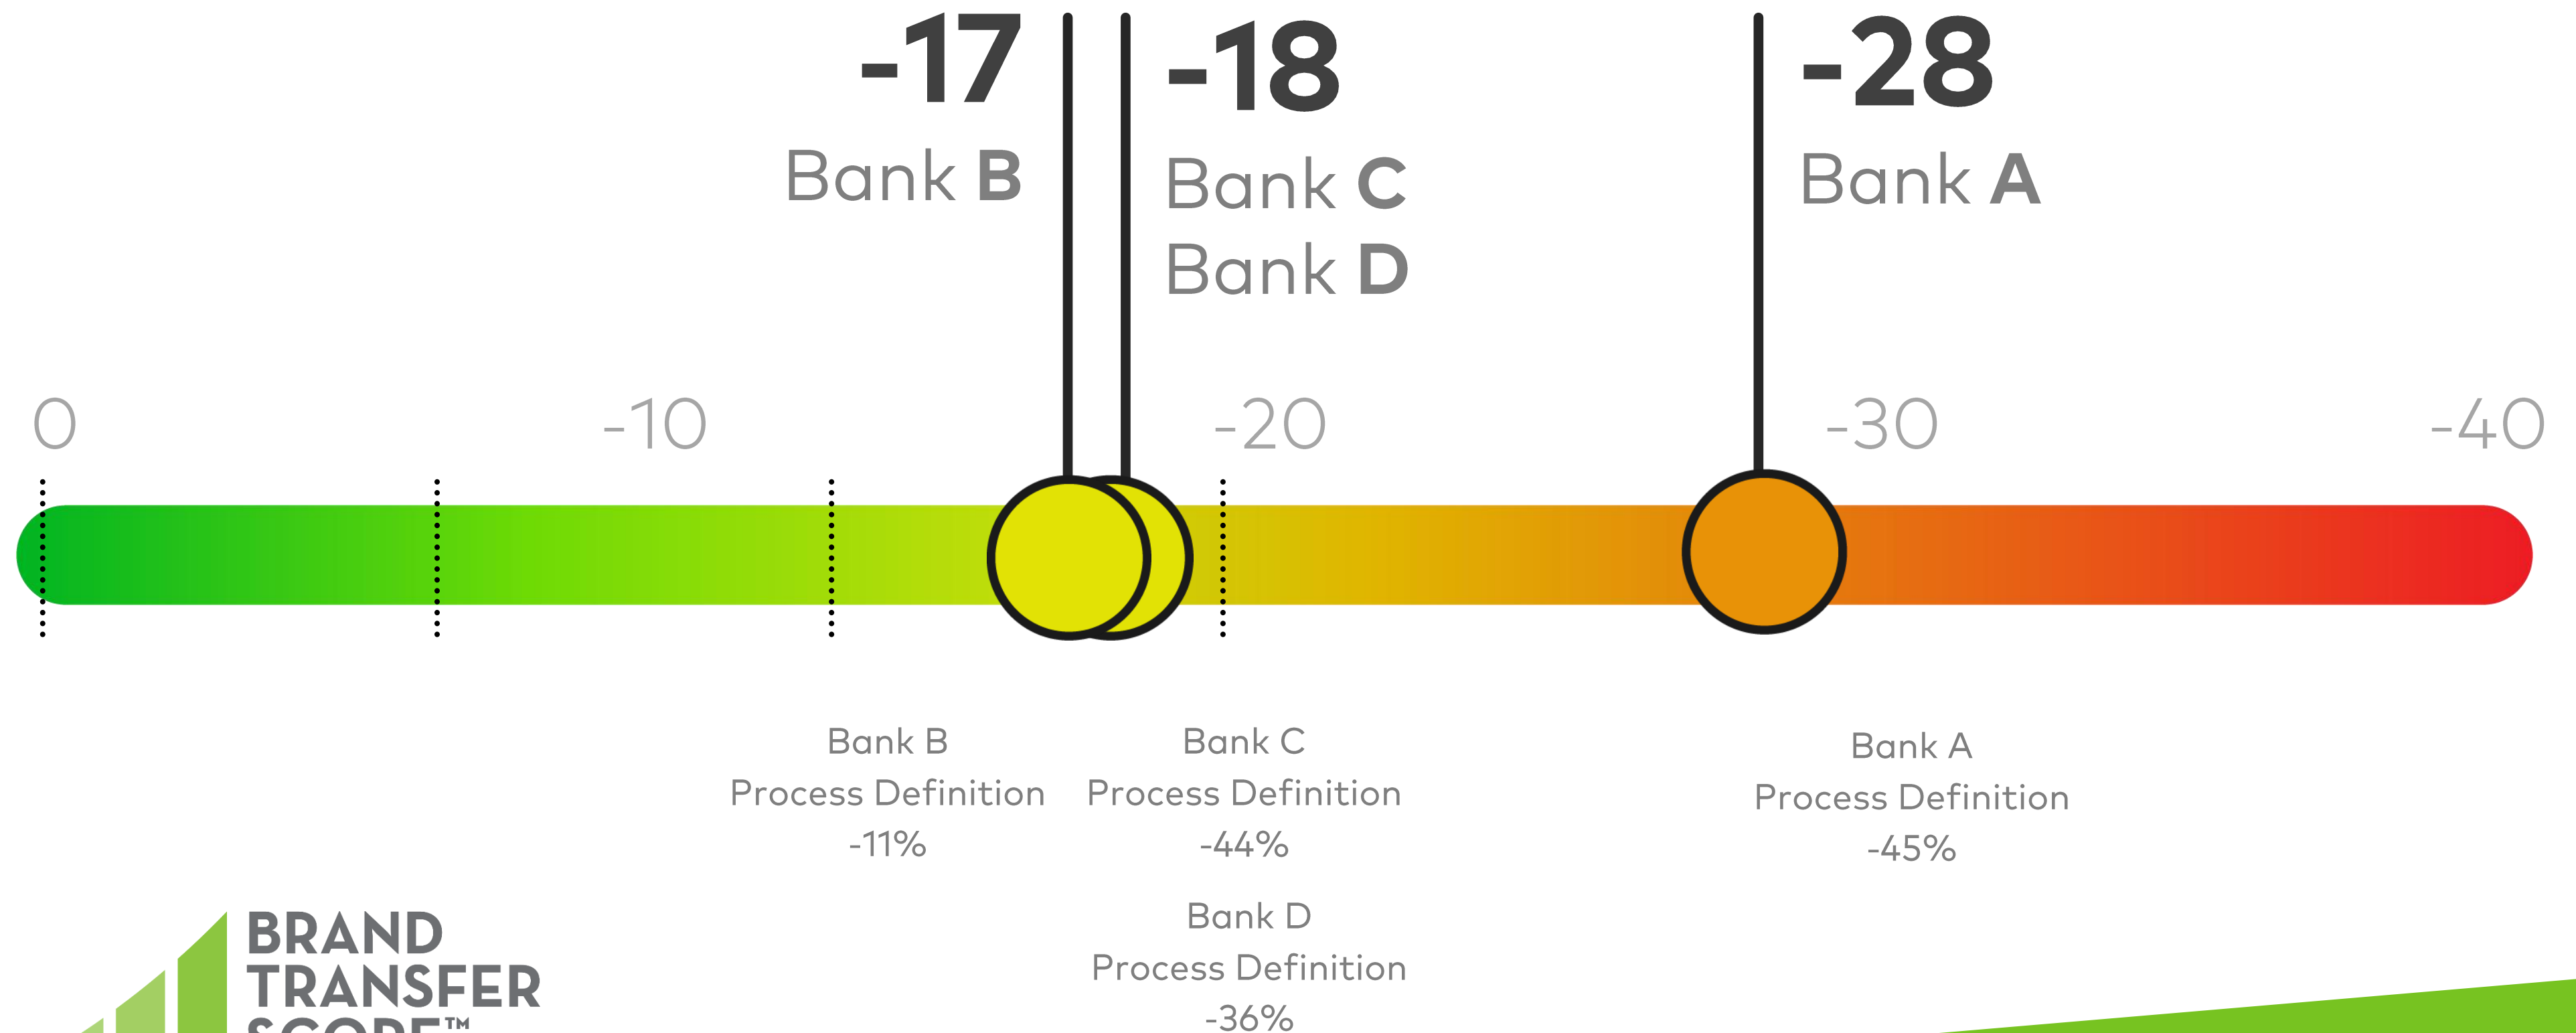 -17
Bank B
-18
Bank C
Bank D
-28
Bank A
0
-10
-20
-30
-40
Bank B
Process Definition
-11%
Bank C
Process Definition
-44%
Bank D
Process Definition
-36%
Bank A
Process Definition
-45%
BRAND
TRANSFER
SCORE™